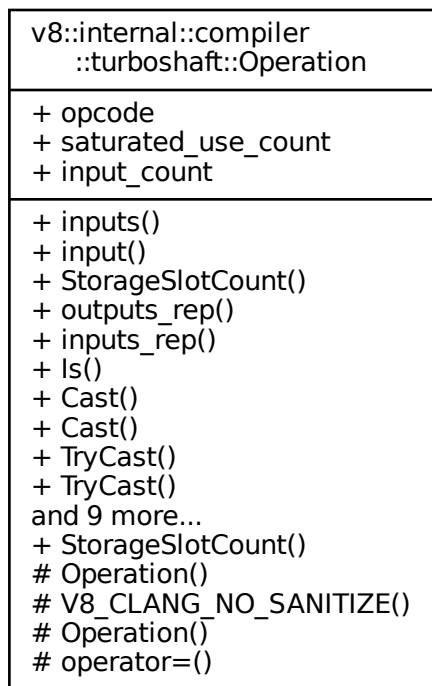 v8::internal::compiler
::turboshaft::Operation
+ opcode
+ saturated_use_count
+ input_count
+ inputs()
+ input()
+ StorageSlotCount()
+ outputs_rep()
+ inputs_rep()
+ Is()
+ Cast()
+ Cast()
+ TryCast()
+ TryCast()
and 9 more...
+ StorageSlotCount()
# Operation()
# V8_CLANG_NO_SANITIZE()
# Operation()
# operator=()